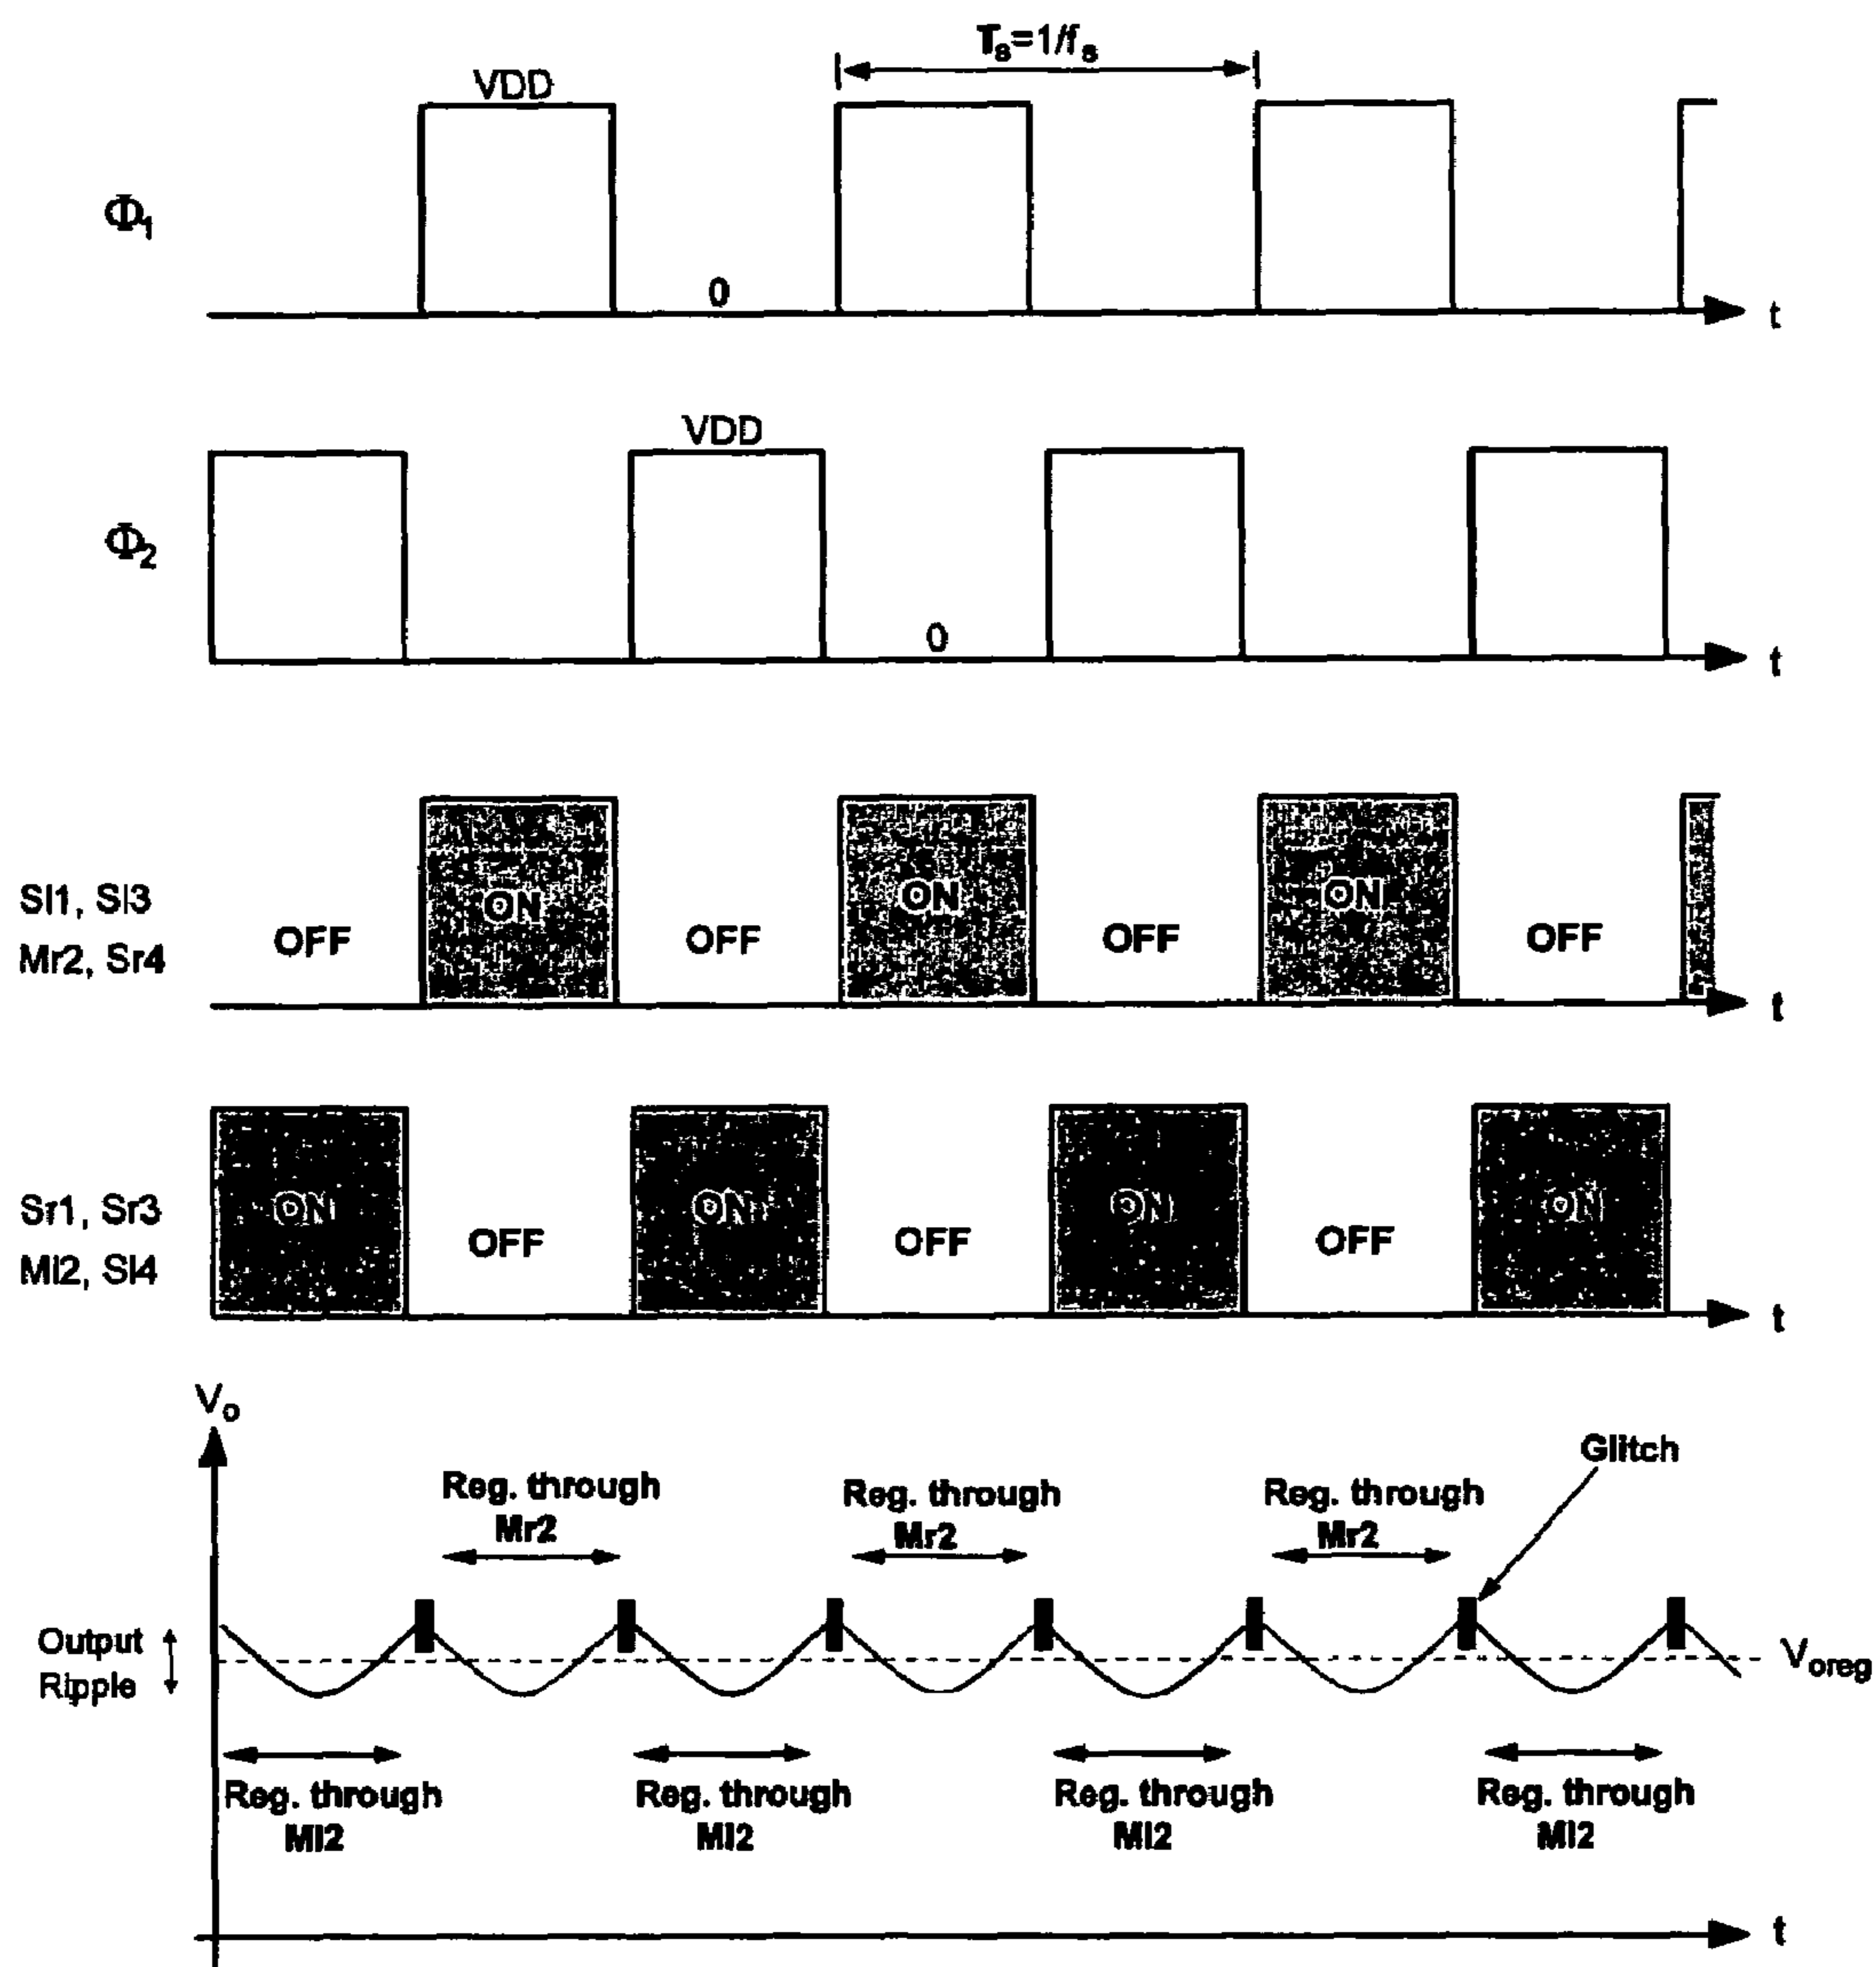 Ts=1/fs
VDD
Φ1
0
t
VDD
Φ2
0
t
Sl1, Sl3
Mr2, Sr4
OFF ON OFF ON OFF ON OFF
t
Sr1, Sr3
Ml2, Sl4
ON OFF ON OFF ON OFF ON
t
Vo
Glitch
Reg. through
Mr2
Reg. through
Mr2
Reg. through
Mr2
Output
Ripple
Voreg
Reg. through
Ml2
Reg. through
Ml2
Reg. through
Ml2
Reg. through
Ml2
t